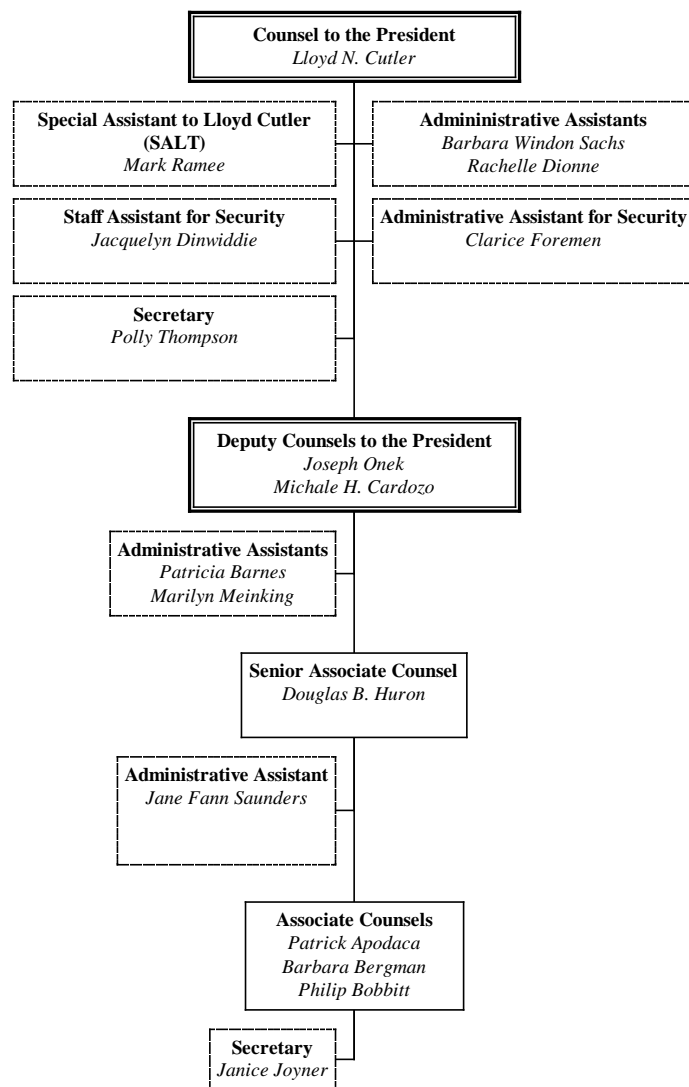 Counsel to the President
Lloyd N. Cutler
Special Assistant to Lloyd Cutler
(SALT)
Mark Ramee
Admininistrative Assistants
Barbara Windon Sachs
Rachelle Dionne
Staff Assistant for Security
Jacquelyn Dinwiddie
Administrative Assistant for Security
Clarice Foremen
Secretary
Polly Thompson
Deputy Counsels to the President
Joseph Onek
Michale H. Cardozo
Administrative Assistants
Patricia Barnes
Marilyn Meinking
Senior Associate Counsel
Douglas B. Huron
Administrative Assistant
Jane Fann Saunders
Associate Counsels
Patrick Apodaca
Barbara Bergman
Philip Bobbitt
Secretary
Janice Joyner